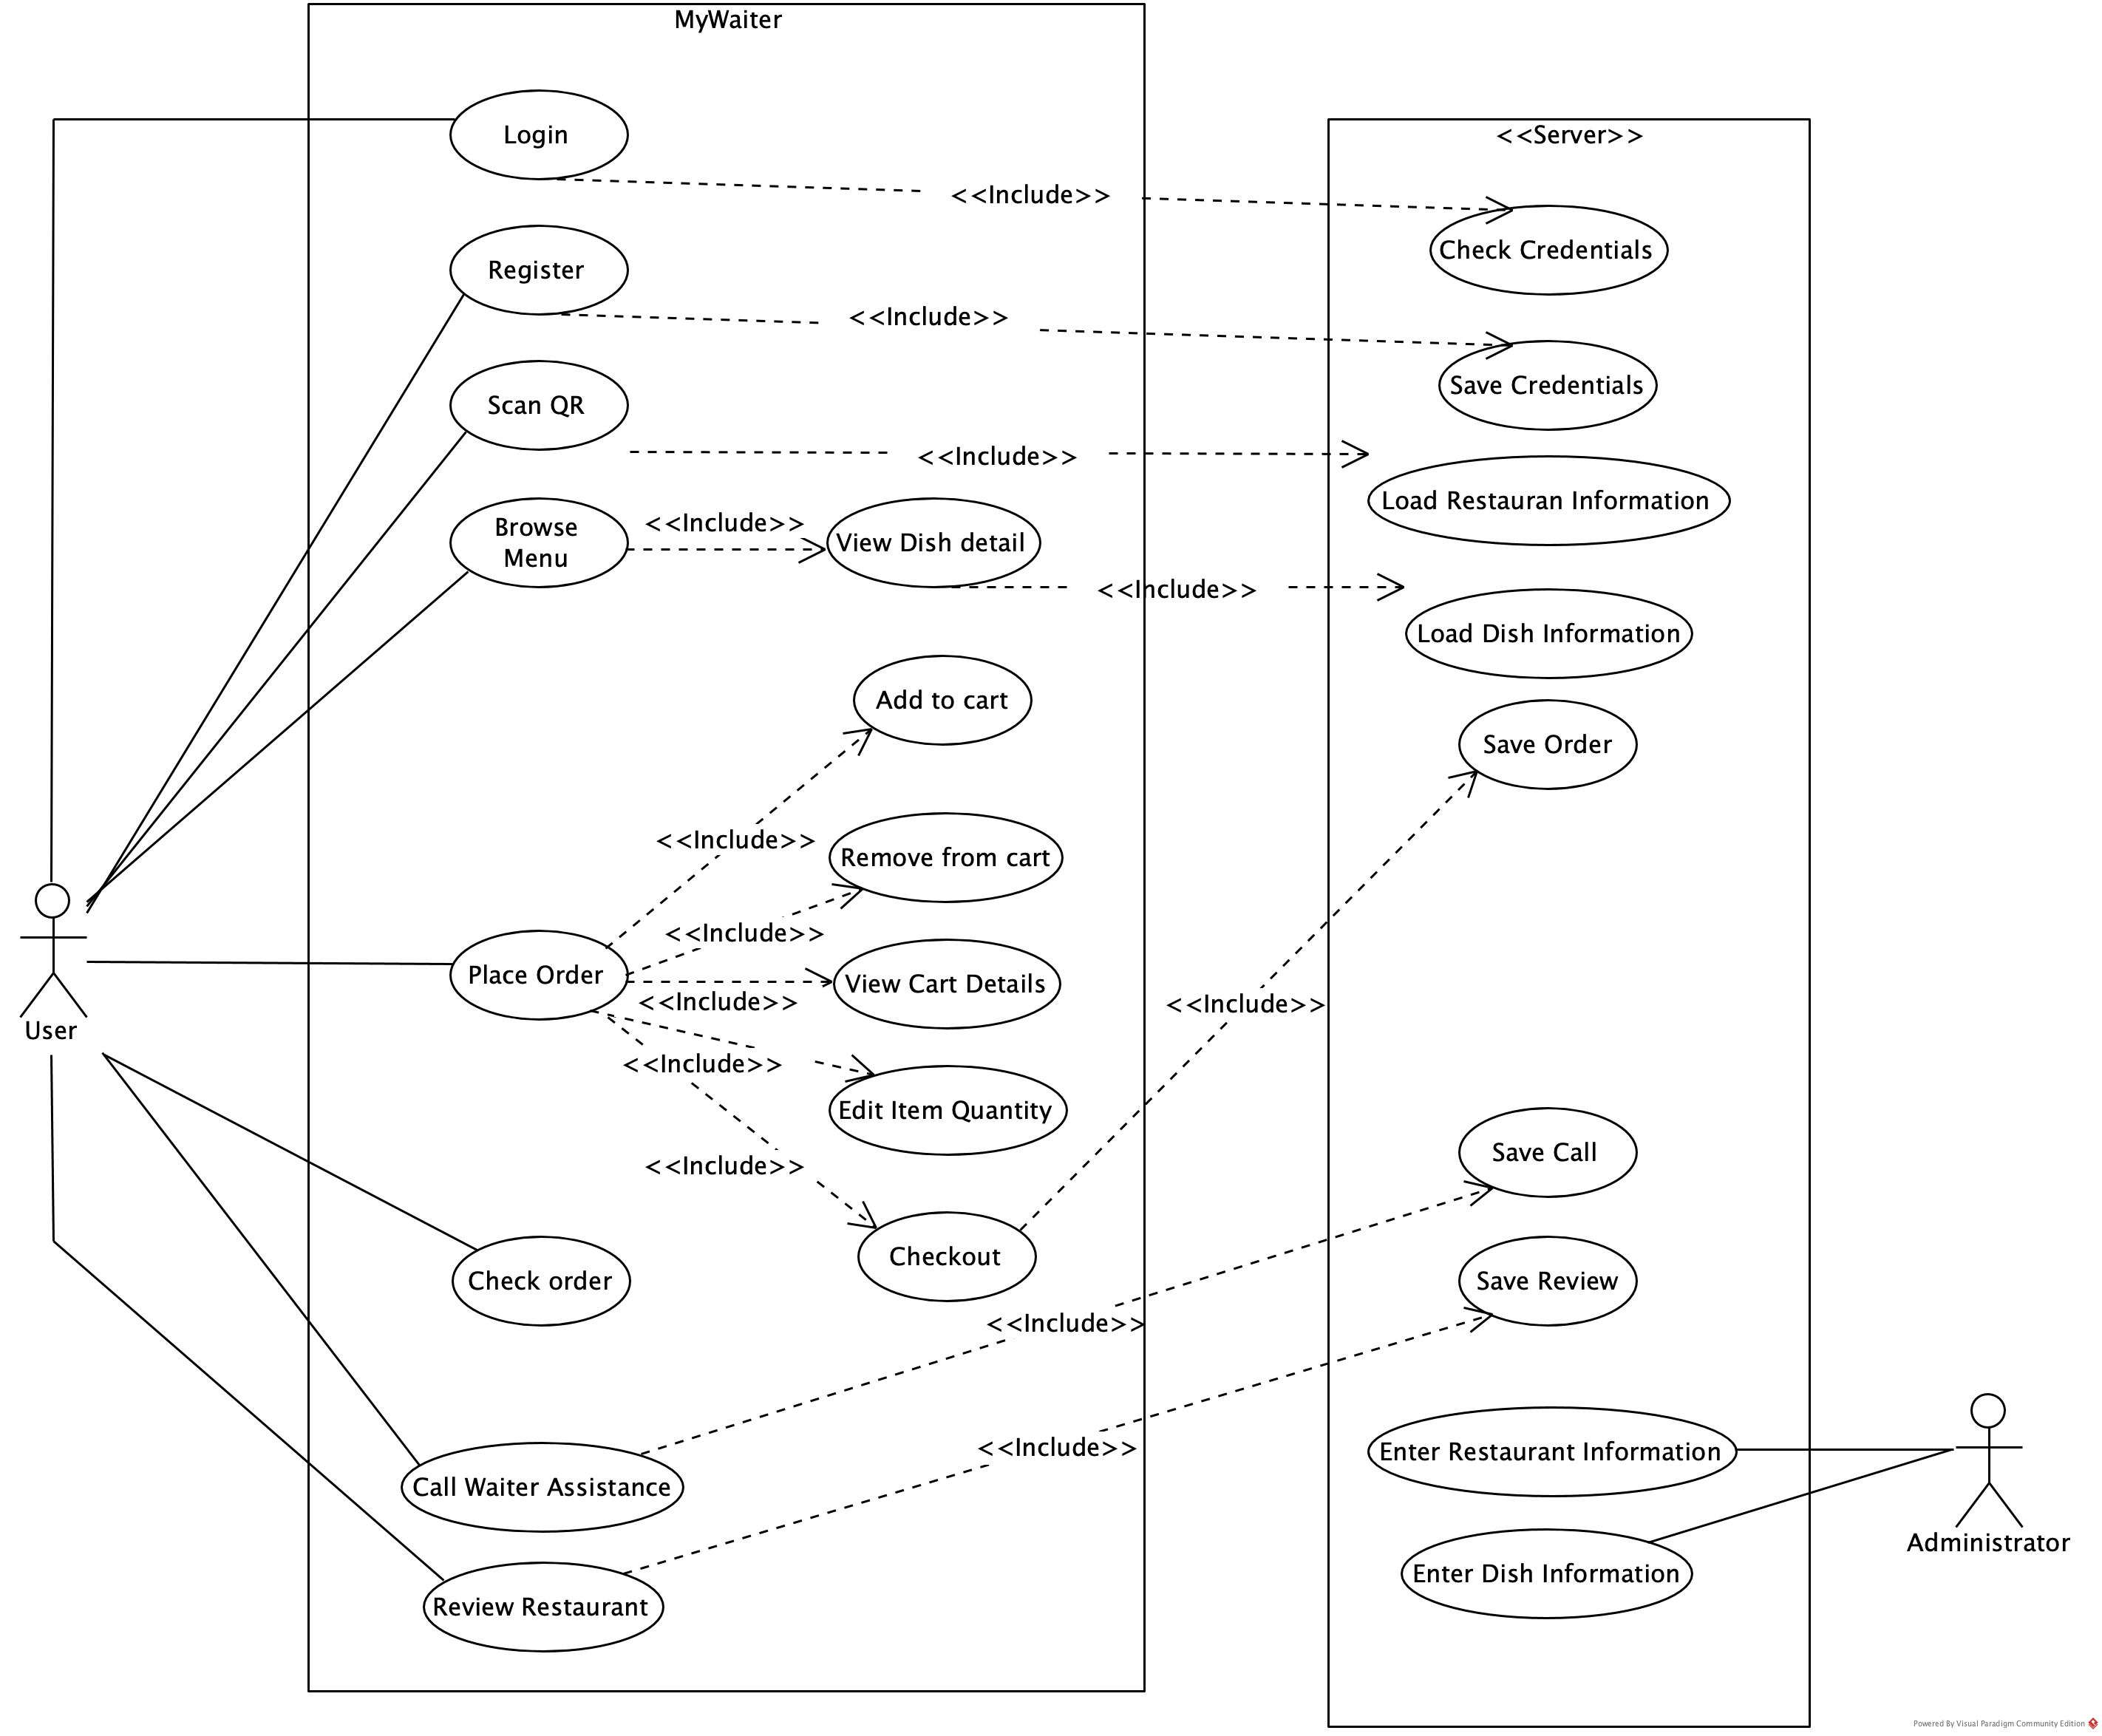 MyWaiter
Login
<<Server>>
<<Include>>
Check Credentials
Register
<<Include>>
Save Credentials
Scan QR
<<Include>>
Load Restauran Information
Browse
Menu
<<Include>>
View Dish detail
<<Include>>
Load Dish Information
Add to cart
Save Order
<<Include>>
Remove from cart
<<Include>>
Place Order
View Cart Details
<<Include>>
<<Include>>
User
<<Include>>
Edit Item Quantity
Save Call
<<Include>>
Checkout
Check order
Save Review
<<Include>>
<<Include>>
Enter Restaurant Information
Call Waiter Assistance
Administrator
Enter Dish Information
Review Restaurant
Powered By Visual Paradigm Community Edition